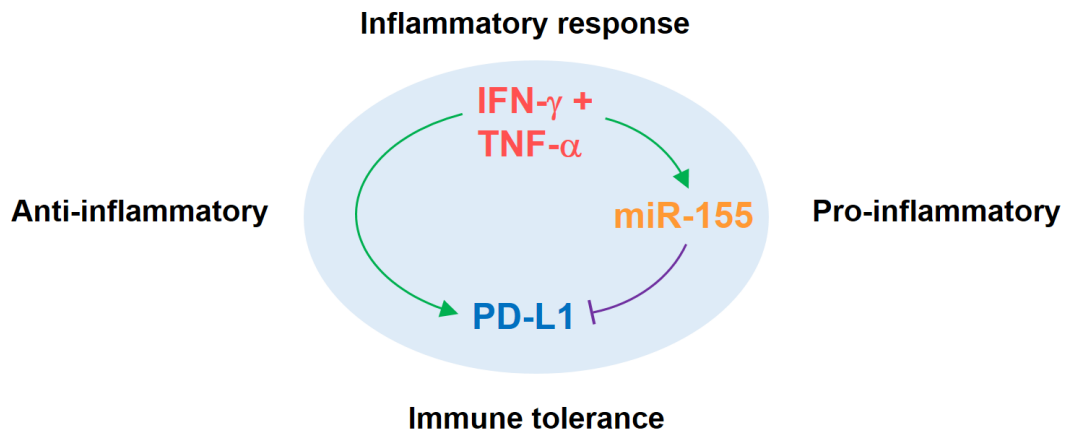 Inflammatory response
IFN-γ +
TNF-α
Anti-inflammatory
miR-155
Pro-inflammatory
PD-L1
Immune tolerance